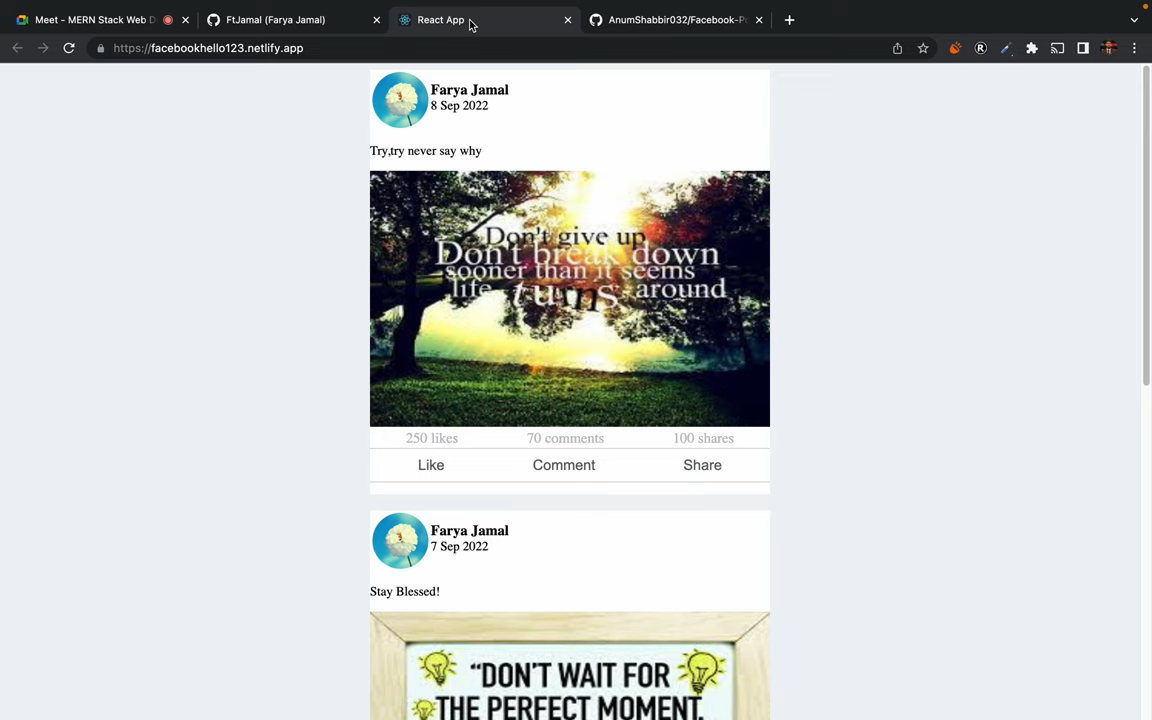 Meet - MERN Stack Web D
FtJamal (Farya Jamal)
React App
AnumShabbir032/Facebook-Po
https://facebookhello123.netlify.app
Farya Jamal
8 Sep 2022
Try,try never say why
Don't give up
Don't break down
sooner than it seems
life turns around
250 likes 70 comments 100 shares
Like Comment Share
Farya Jamal
7 Sep 2022
Stay Blessed!
“DON'T WAIT FOR
THE PERFECT MOMENT,